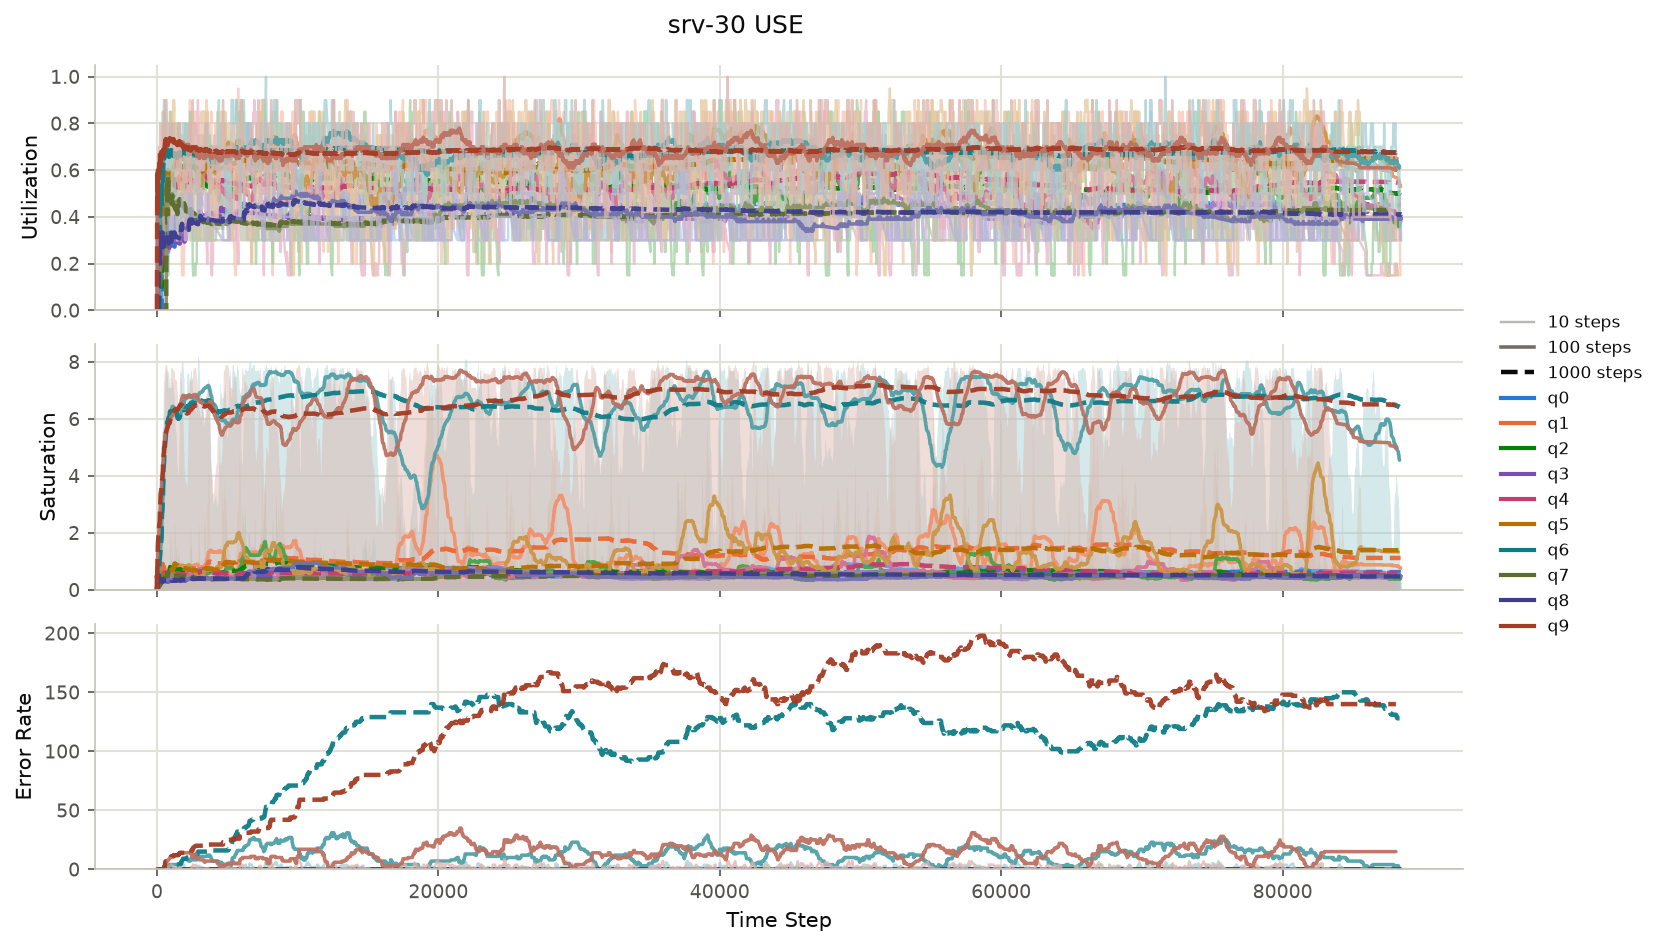 srv-30 USE
Utilization
1.0
0.8
0.6
0.4
0.2
0.0
Saturation
8
6
4
2
0
Error Rate
200
150
100
50
0
0 20000 40000 60000 80000
Time Step
10 steps
100 steps
1000 steps
q0
q1
q2
q3
q4
q5
q6
q7
q8
q9